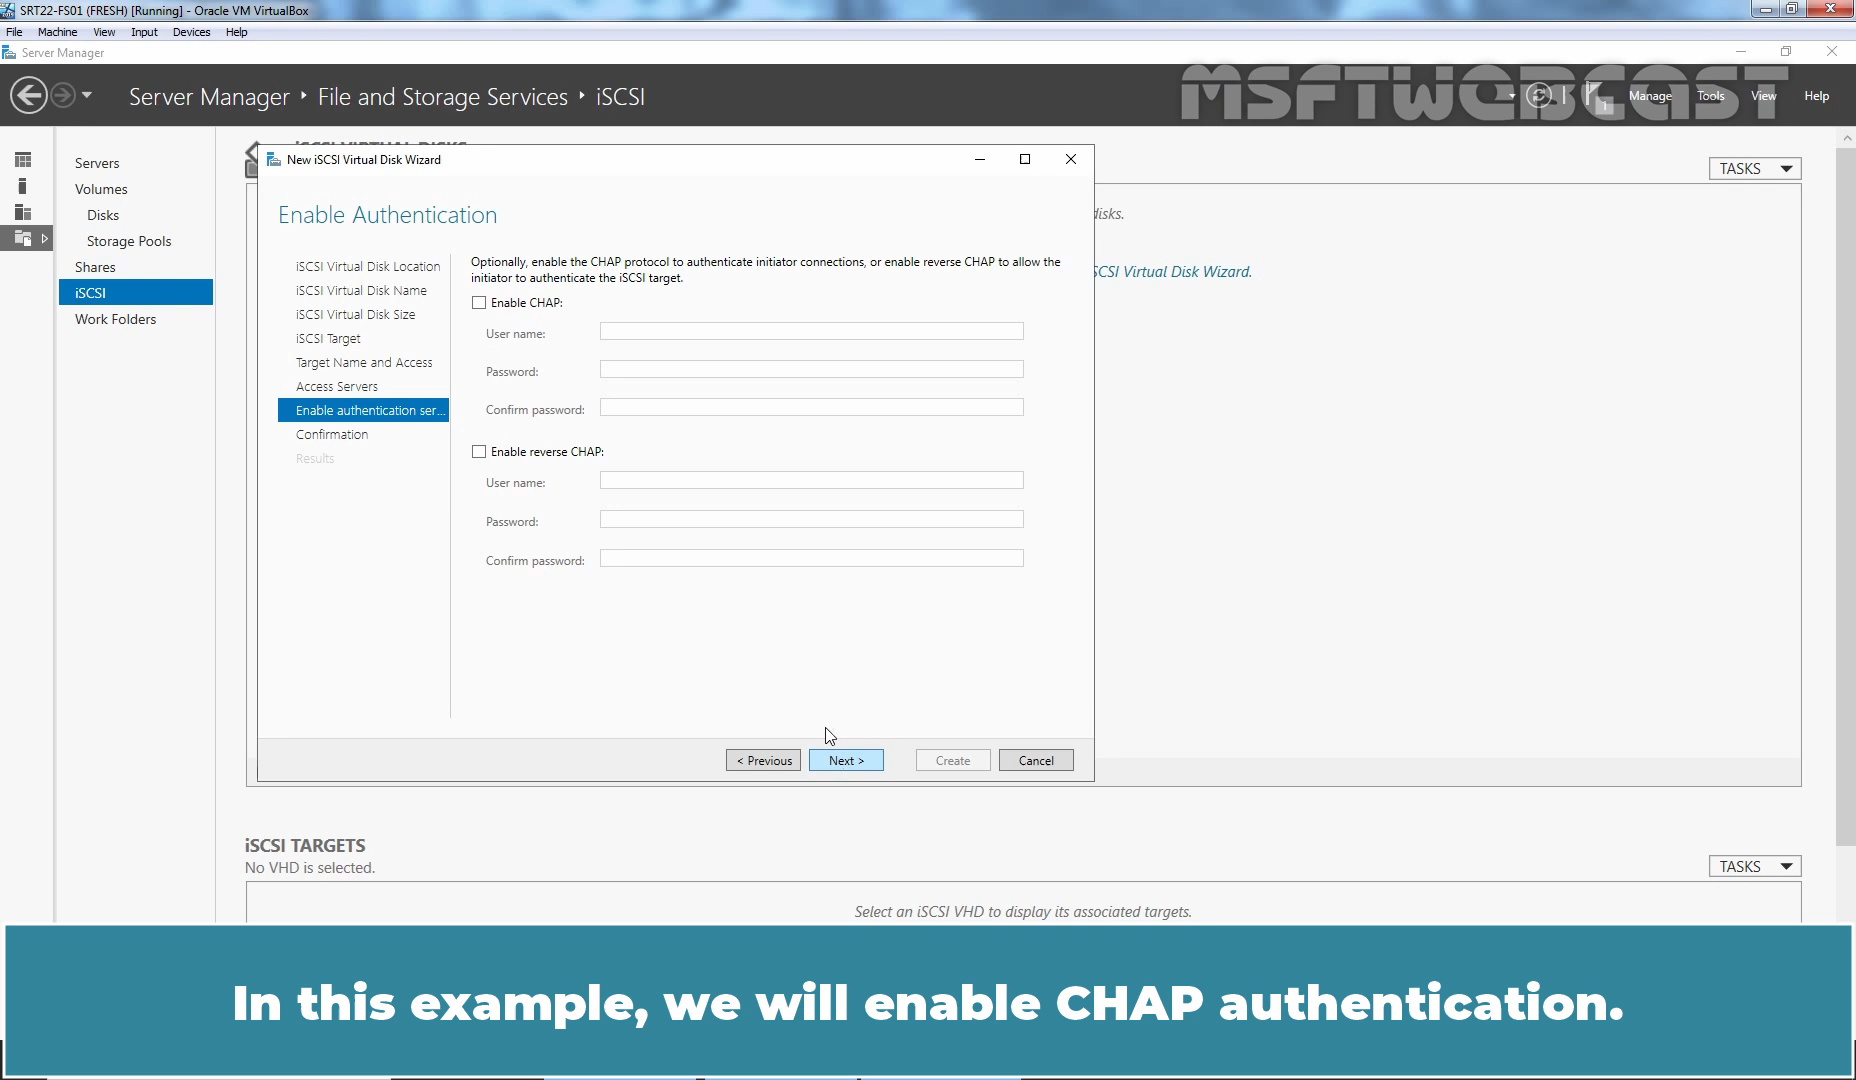 SRT22-FS01 (FRESH) [Running] - Oracle VM VirtualBox
File Machine View Input Devices Help
Server Manager
Server Manager ‣ File and Storage Services ‣ iSCSI
MSFTWEBCAST
Manage Tools View Help
Servers
Volumes
Disks
Storage Pools
Shares
iSCSI
Work Folders
TASKS
disks.
SCSI Virtual Disk Wizard.
New iSCSI Virtual Disk Wizard
Enable Authentication
iSCSI Virtual Disk Location
iSCSI Virtual Disk Name
iSCSI Virtual Disk Size
iSCSI Target
Target Name and Access
Access Servers
Enable authentication ser...
Confirmation
Results
Optionally, enable the CHAP protocol to authenticate initiator connections, or enable reverse CHAP to allow the
initiator to authenticate the iSCSI target.
Enable CHAP:
User name:
Password:
Confirm password:
Enable reverse CHAP:
User name:
Password:
Confirm password:
< Previous Next > Create Cancel
iSCSI TARGETS
No VHD is selected.
TASKS
Select an iSCSI VHD to display its associated targets.
In this example, we will enable CHAP authentication.